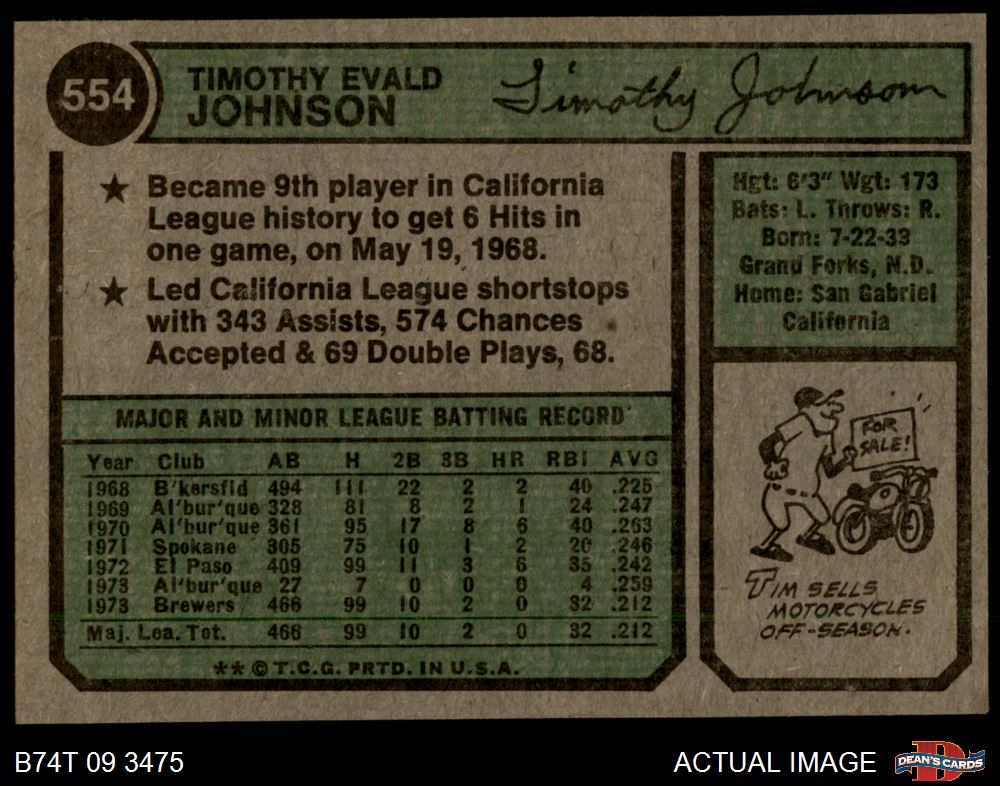 554
TIMOTHY EVALD
JOHNSON
Timothy Johnson
★ Became 9th player in California
League history to get 6 Hits in
one game, on May 19, 1968.
★ Led California League shortstops
with 343 Assists, 574 Chances
Accepted & 69 Double Plays, 68.
Hgt: 6'3" Wgt: 173
Bats: L. Throws: R.
Born: 7-22-33
Grand Forks, N.D.
Home: San Gabriel
California
MAJOR AND MINOR LEAGUE BATTING RECORD
Year Club AB H 2B 3B HR RBI AVG
1968 B'kersfld 494 111 22 2 2 40 .225
1969 Al'bur'que 328 81 8 2 1 24 .247
1970 Al'bur'que 361 95 17 8 6 40 .263
1971 Spokane 305 75 10 1 2 20 .246
1972 El Paso 409 99 11 3 6 35 .242
1973 Al'bur'que 27 7 0 0 0 4 .259
1973 Brewers 466 99 10 2 0 32 .212
Maj. Lea. Tot. 466 99 10 2 0 32 .212
** © T.C.G. PRTD. IN U.S.A.
FOR
SALE!
TIM SELLS
MOTORCYCLES
OFF-SEASON.
B74T 09 3475
ACTUAL IMAGE
DEAN'S CARDS